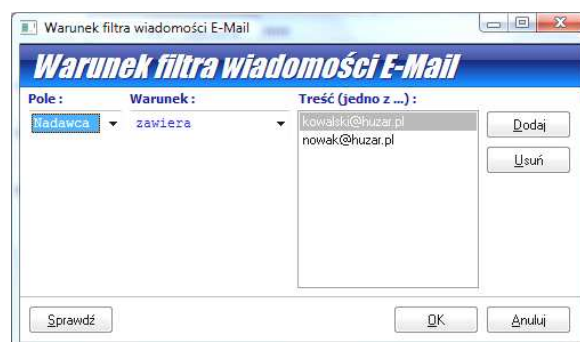 Warunek filtra wiadomości E-Mail
Warunek filtra wiadomości E-Mail
Pole : Warunek : Treść (jedno z ...) :
Nadawca zawiera kowalski@huzar.pl Dodaj
nowak@huzar.pl
Usuń
Sprawdź OK Anuluj